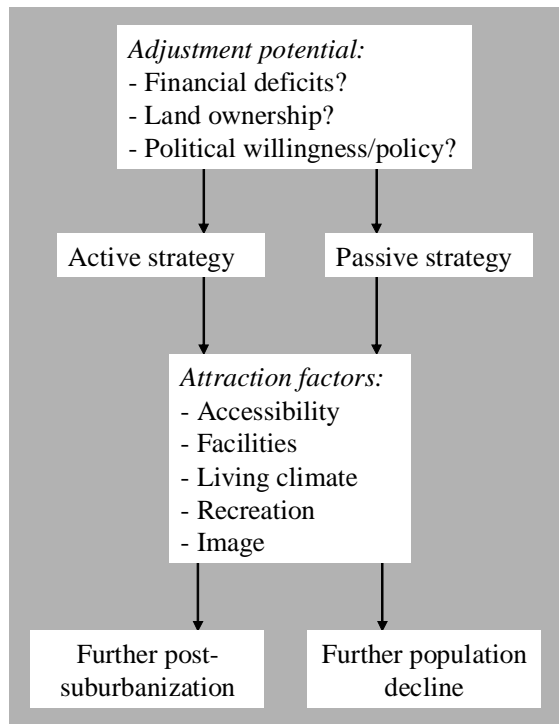 Adjustment potential:
- Financial deficits?
- Land ownership?
- Political willingness/policy?
Active strategy
Passive strategy
Attraction factors:
- Accessibility
- Facilities
- Living climate
- Recreation
- Image
Further post-
suburbanization
Further population
decline